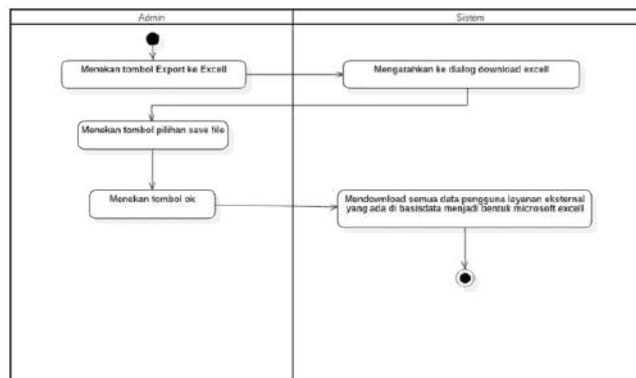 Admin
Sistem
Menekan tombol Export ke Excell
Mengarahkan ke dialog download excell
Menekan tombol pilihan save file
Menekan tombol ok
Mendownload semua data pengguna layanan eksternal
yang ada di basisdata menjadi bentuk microsoft excell